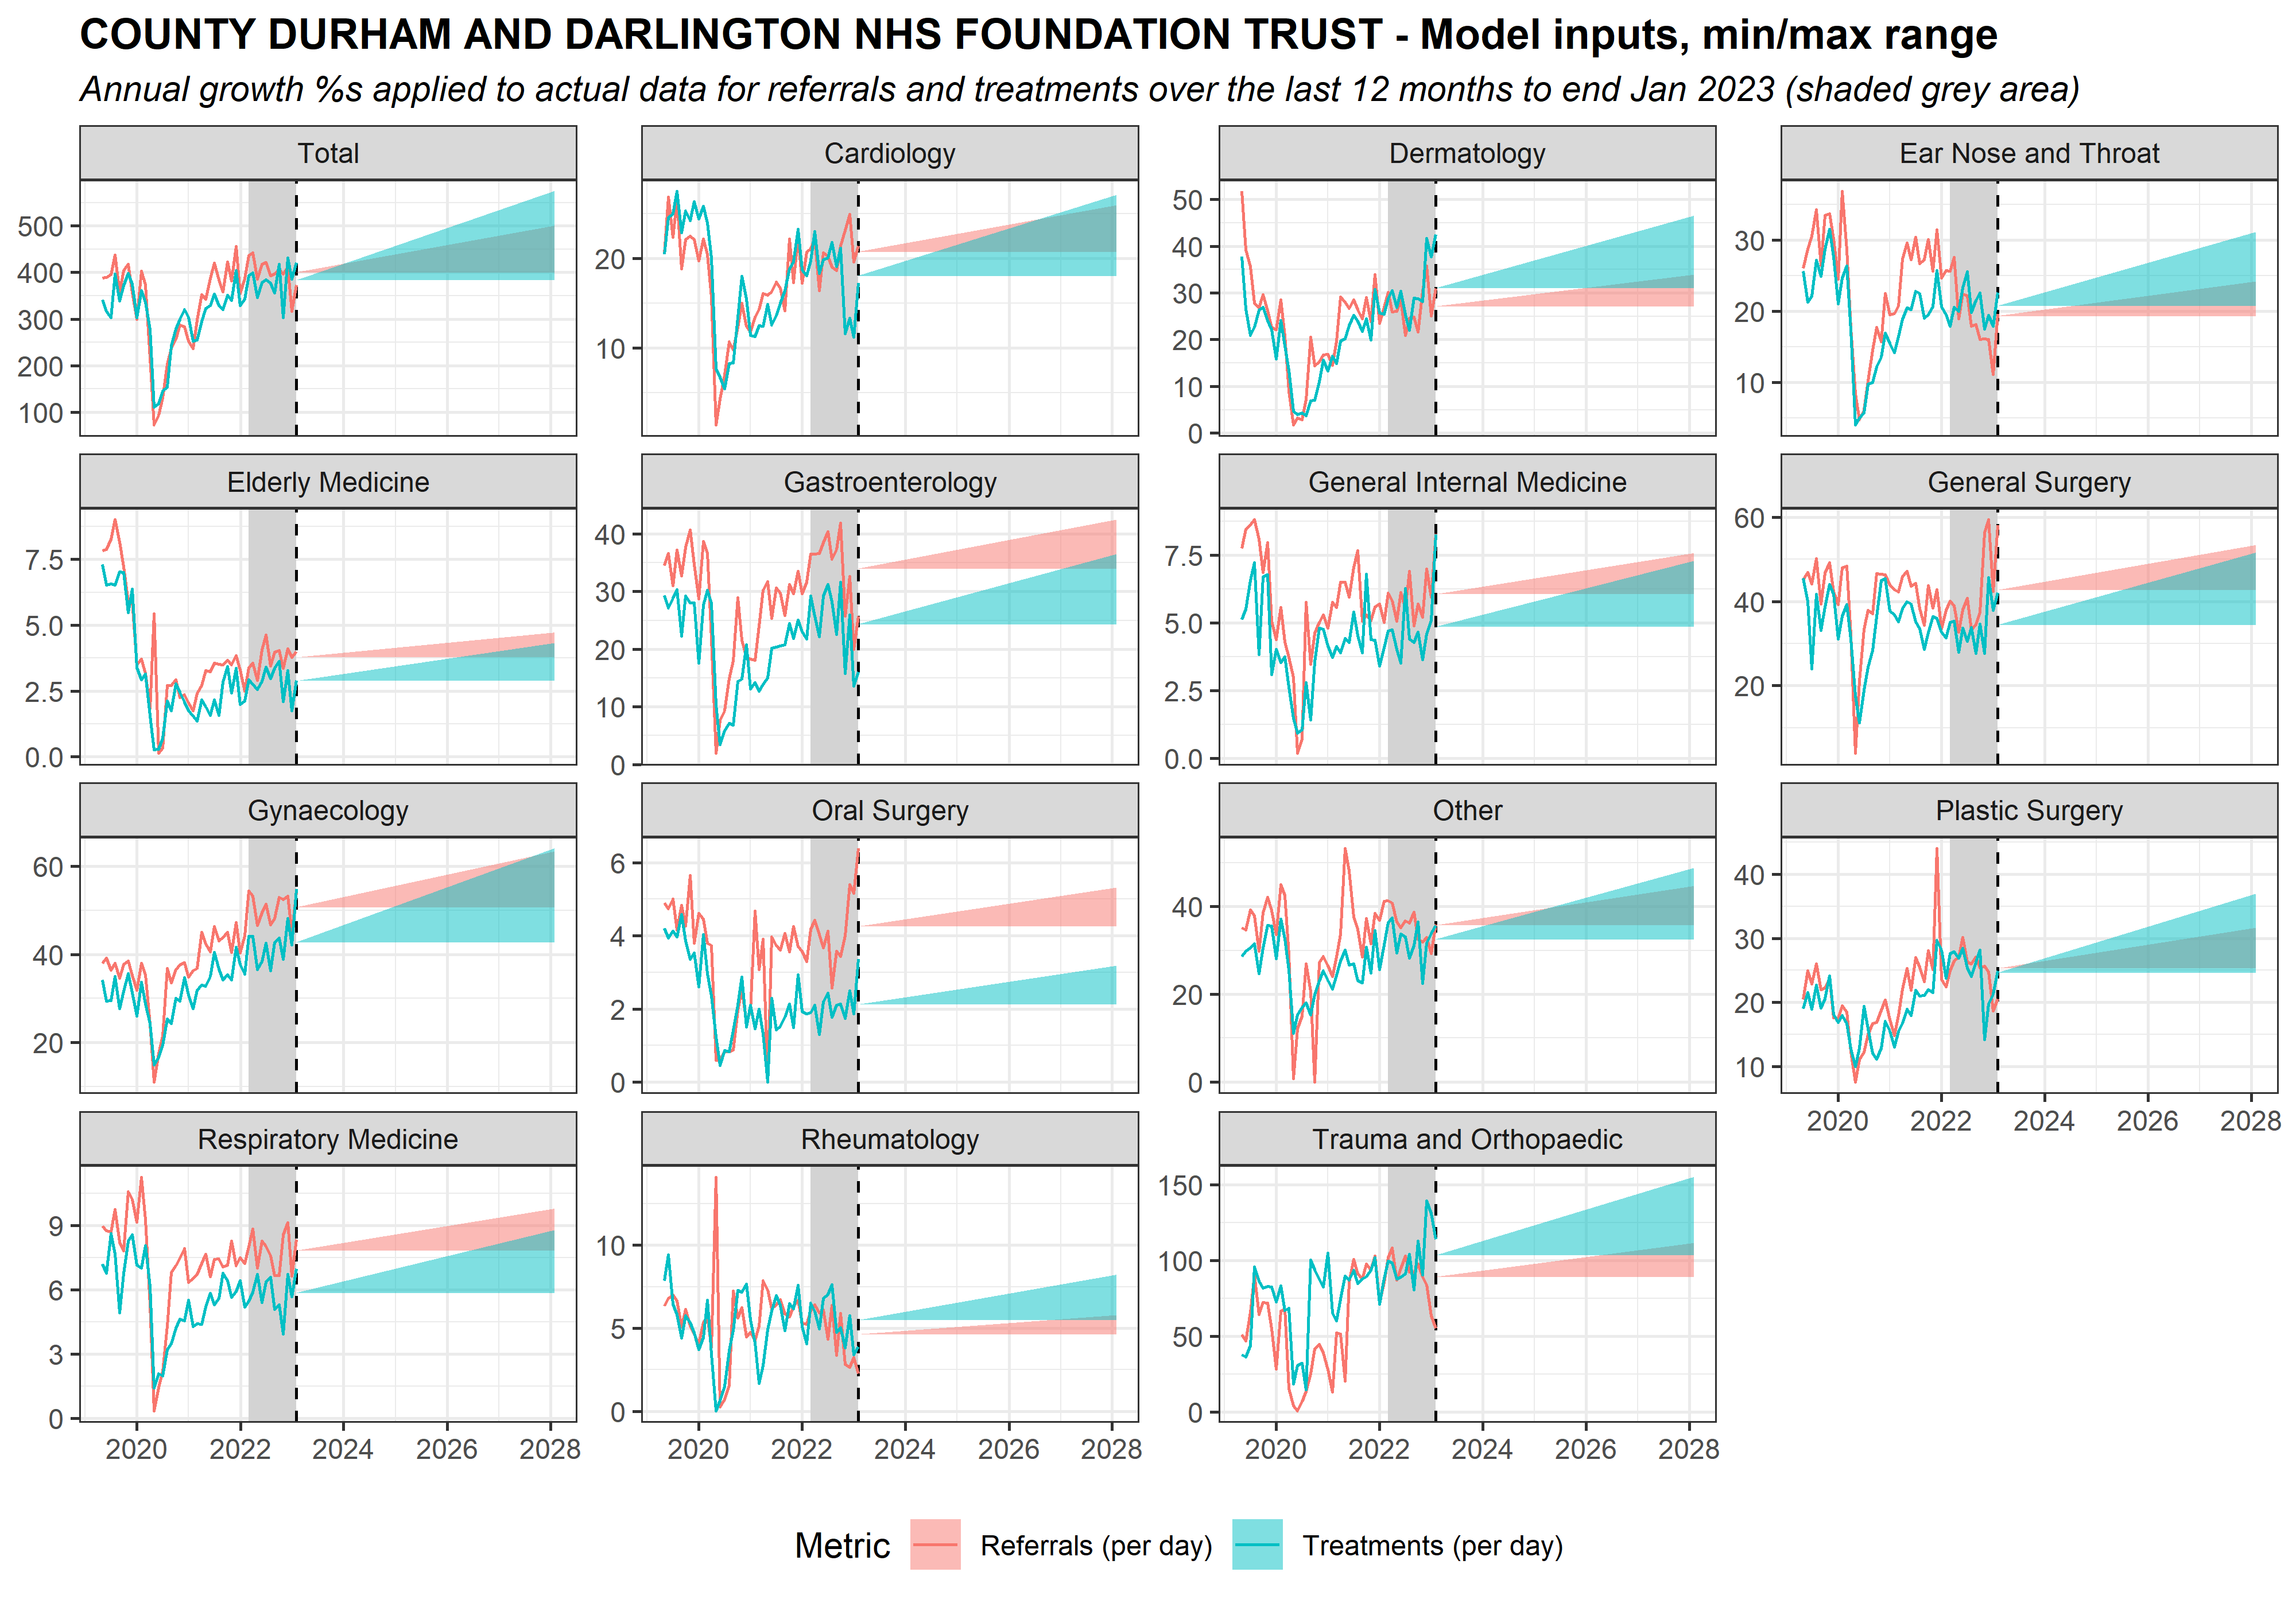 COUNTY DURHAM AND DARLINGTON NHS FOUNDATION TRUST - Model inputs, min/max range
Annual growth %s applied to actual data for referrals and treatments over the last 12 months to end Jan 2023 (shaded grey area)
Total
Cardiology
Dermatology
Ear Nose and Throat
500
400
300
200
100
20
10
50
40
30
20
10
0
30
20
10
Elderly Medicine
Gastroenterology
General Internal Medicine
General Surgery
7.5
5.0
2.5
0.0
40
30
20
10
0
7.5
5.0
2.5
0.0
60
40
20
Gynaecology
Oral Surgery
Other
Plastic Surgery
60
40
20
6
4
2
0
40
20
0
40
30
20
10
2020 2022 2024 2026 2028
Respiratory Medicine
Rheumatology
Trauma and Orthopaedic
9
6
3
0
10
5
0
150
100
50
0
2020 2022 2024 2026 2028
2020 2022 2024 2026 2028
2020 2022 2024 2026 2028
Metric Referrals (per day) Treatments (per day)